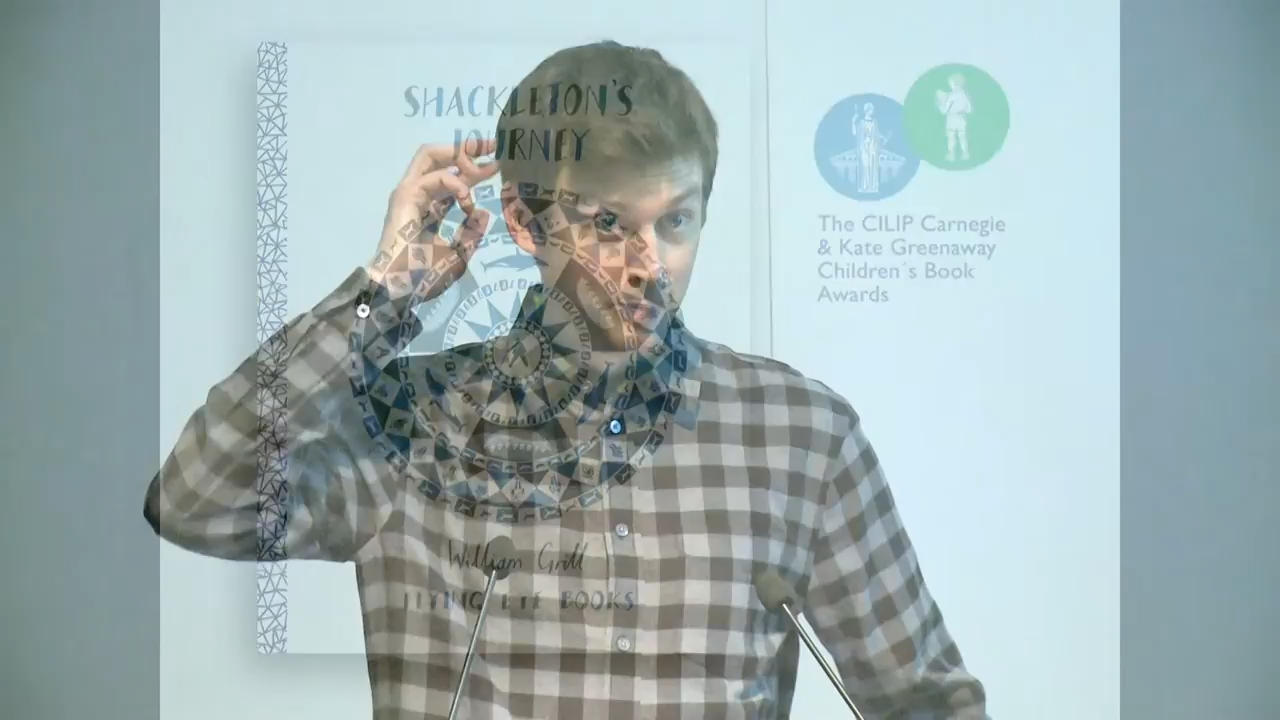 SHACKLETON'S
JOURNEY
William Grill
FLYING EYE BOOKS
The CILIP Carnegie
& Kate Greenaway
Children's Book
Awards